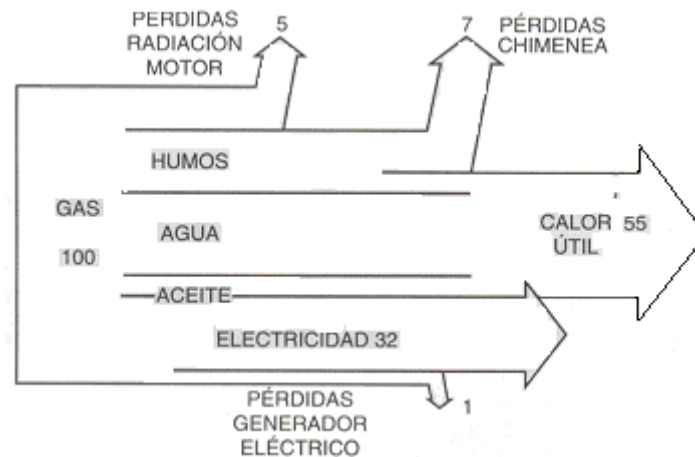 PERDIDAS
RADIACIÓN
MOTOR
5
7
PÉRDIDAS
CHIMENEA
HUMOS
GAS
100
AGUA
CALOR 55
ÚTIL
ACEITE
ELECTRICIDAD 32
PÉRDIDAS
GENERADOR
ELÉCTRICO
1